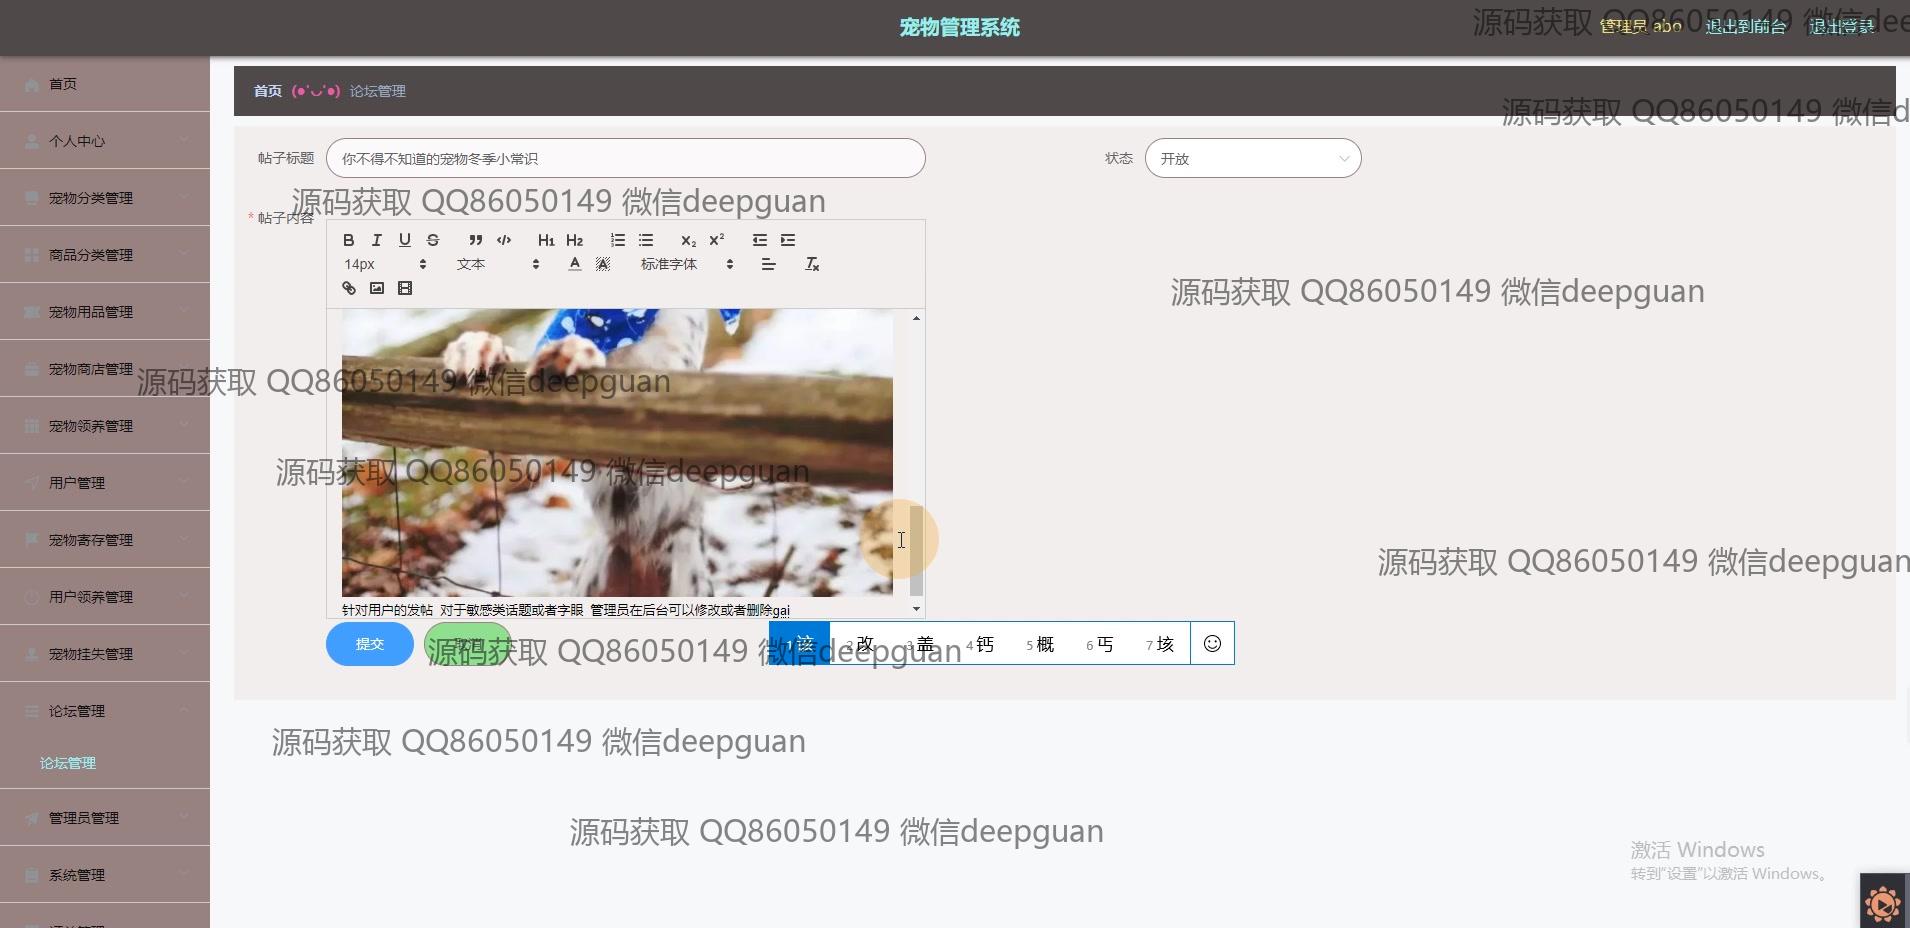 宠物管理系统
管理员 abo 退出到前台 退出登录
源码获取 QQ86050149 微信dee
首页
首页 (●'◡'●) 论坛管理
源码获取 QQ86050149 微信d
个人中心
帖子标题 你不得不知道的宠物冬季小常识 状态 开放
宠物分类管理
源码获取 QQ86050149 微信deepguan
* 帖子内容
B I U S H1 H2 X2 X2
商品分类管理
14px 文本 A A 标准字体 Tx
源码获取 QQ86050149 微信deepguan
宠物用品管理
宠物商店管理
源码获取 QQ86050149 微信deepguan
宠物领养管理
源码获取 QQ86050149 微信deepguan
用户管理
宠物寄存管理
源码获取 QQ86050149 微信deepguan
用户领养管理
针对用户的发帖 对于敏感类话题或者字眼 管理员在后台可以修改或者删除gai
提交 取消 1 该 2 改 3 盖 4 钙 5 概 6 丐 7 垓
源码获取 QQ86050149 微信deepguan
宠物挂失管理
论坛管理
源码获取 QQ86050149 微信deepguan
论坛管理
管理员管理
源码获取 QQ86050149 微信deepguan
激活 Windows
转到"设置"以激活 Windows。
系统管理